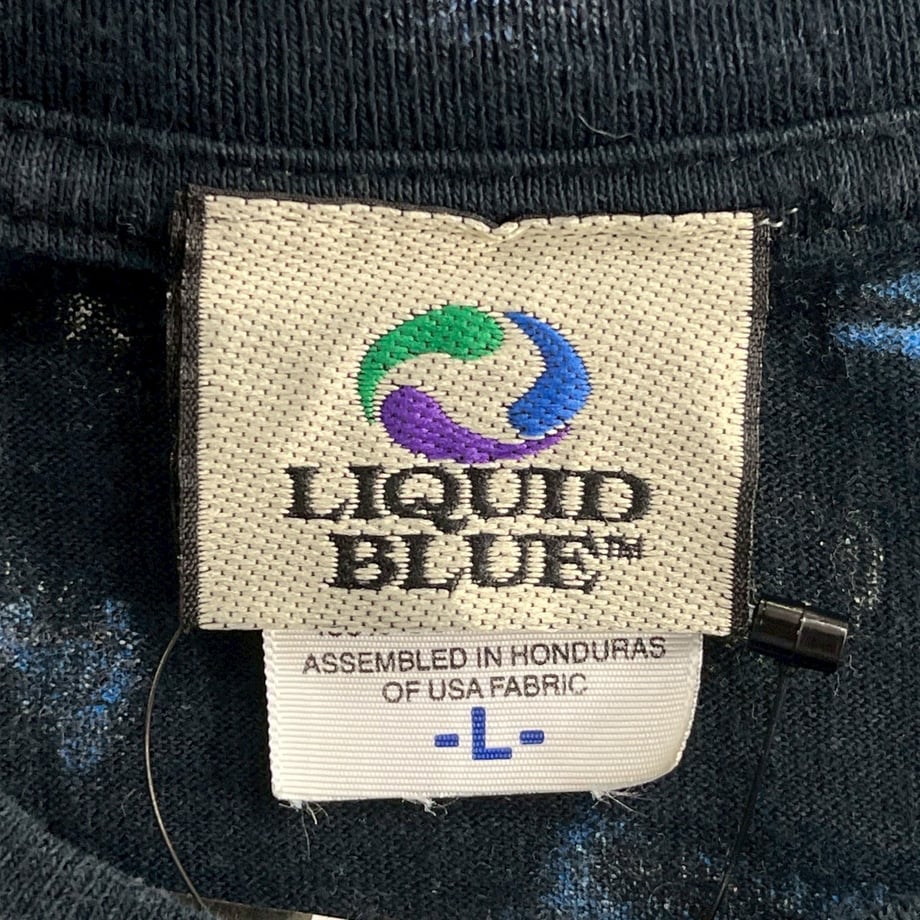 LIQUID
BLUE™
ASSEMBLED IN HONDURAS
OF USA FABRIC
-L-